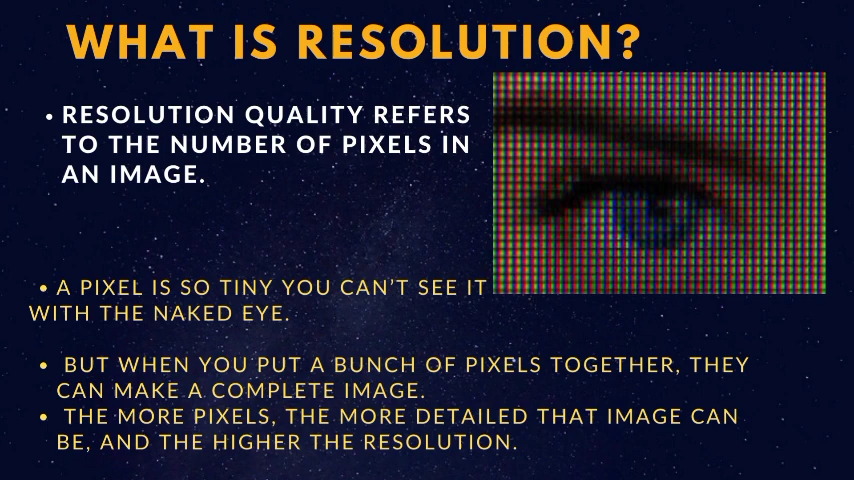 WHAT IS RESOLUTION?
• RESOLUTION QUALITY REFERS
TO THE NUMBER OF PIXELS IN
AN IMAGE.
• A PIXEL IS SO TINY YOU CAN’T SEE IT
WITH THE NAKED EYE.
• BUT WHEN YOU PUT A BUNCH OF PIXELS TOGETHER, THEY
CAN MAKE A COMPLETE IMAGE.
• THE MORE PIXELS, THE MORE DETAILED THAT IMAGE CAN
BE, AND THE HIGHER THE RESOLUTION.